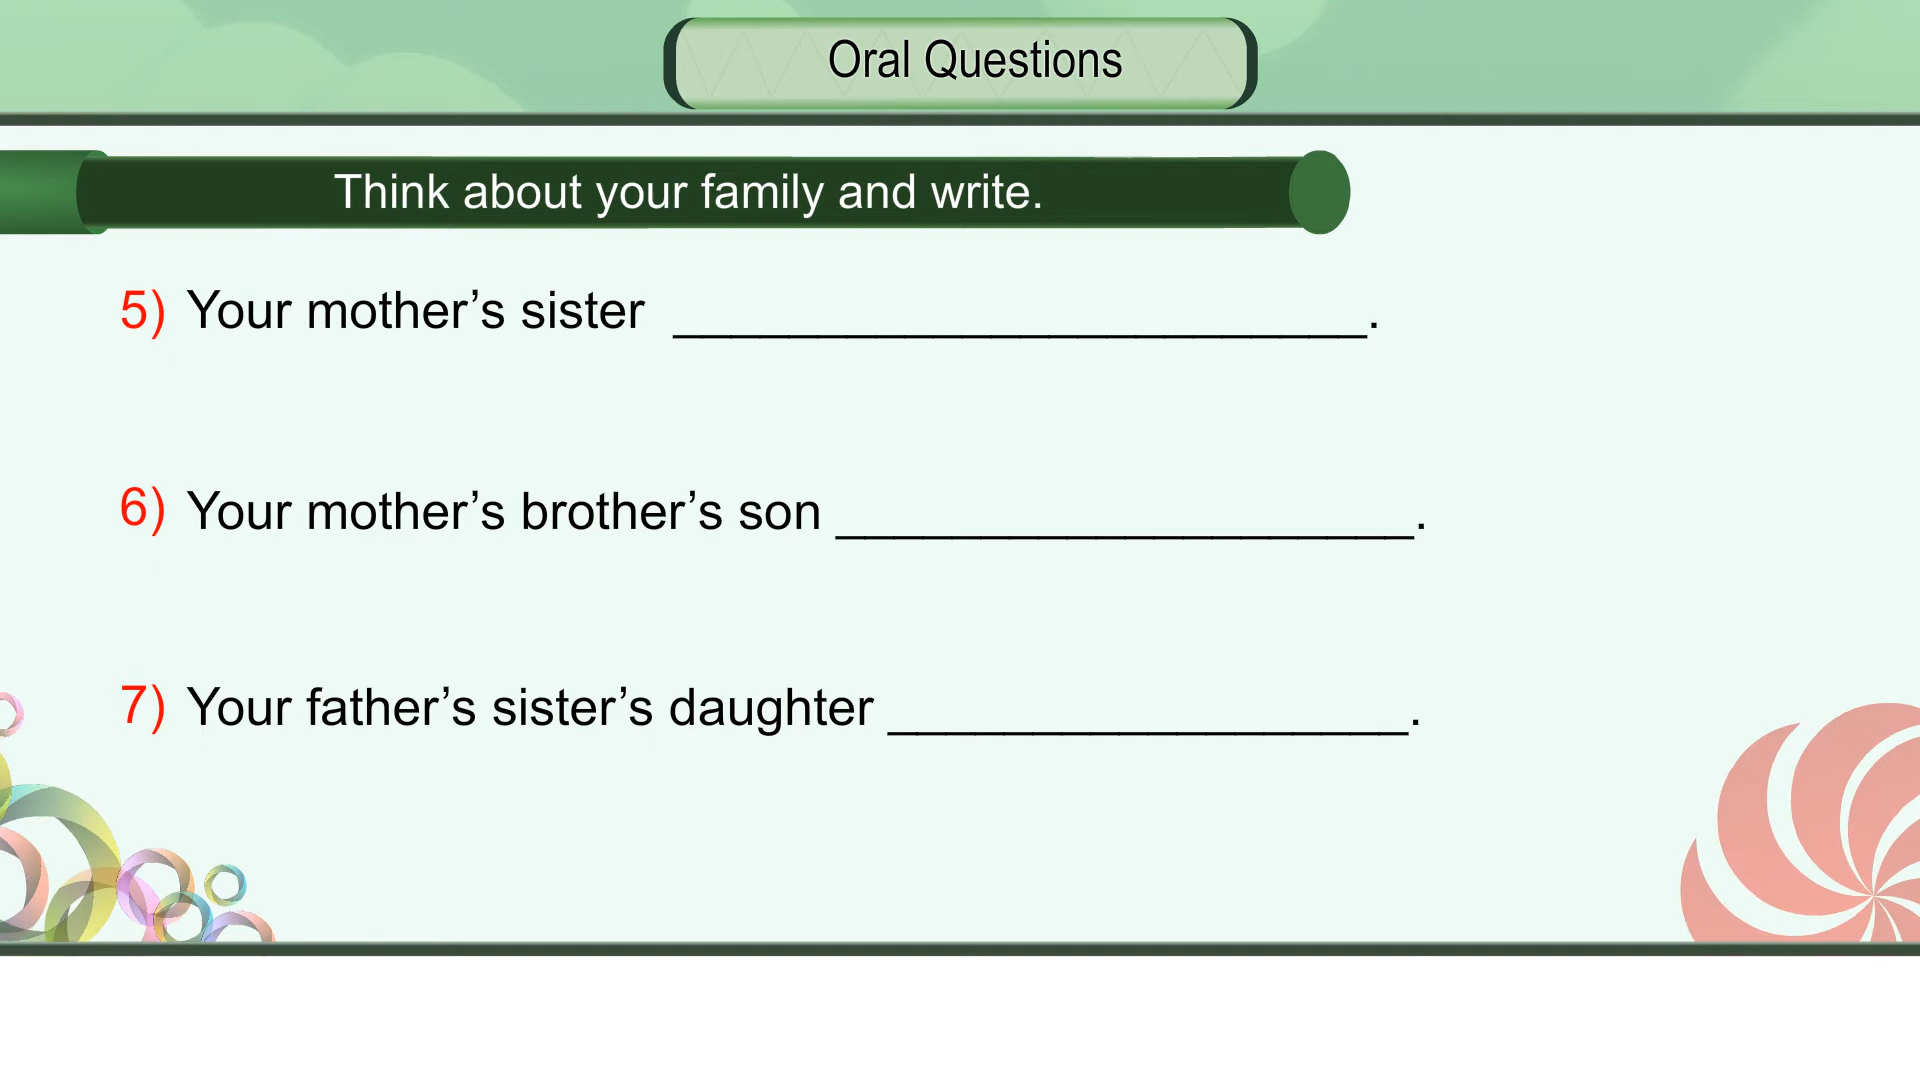 Oral Questions
Think about your family and write.
5) Your mother’s sister ________________________.
6) Your mother’s brother’s son ____________________.
7) Your father’s sister’s daughter __________________.